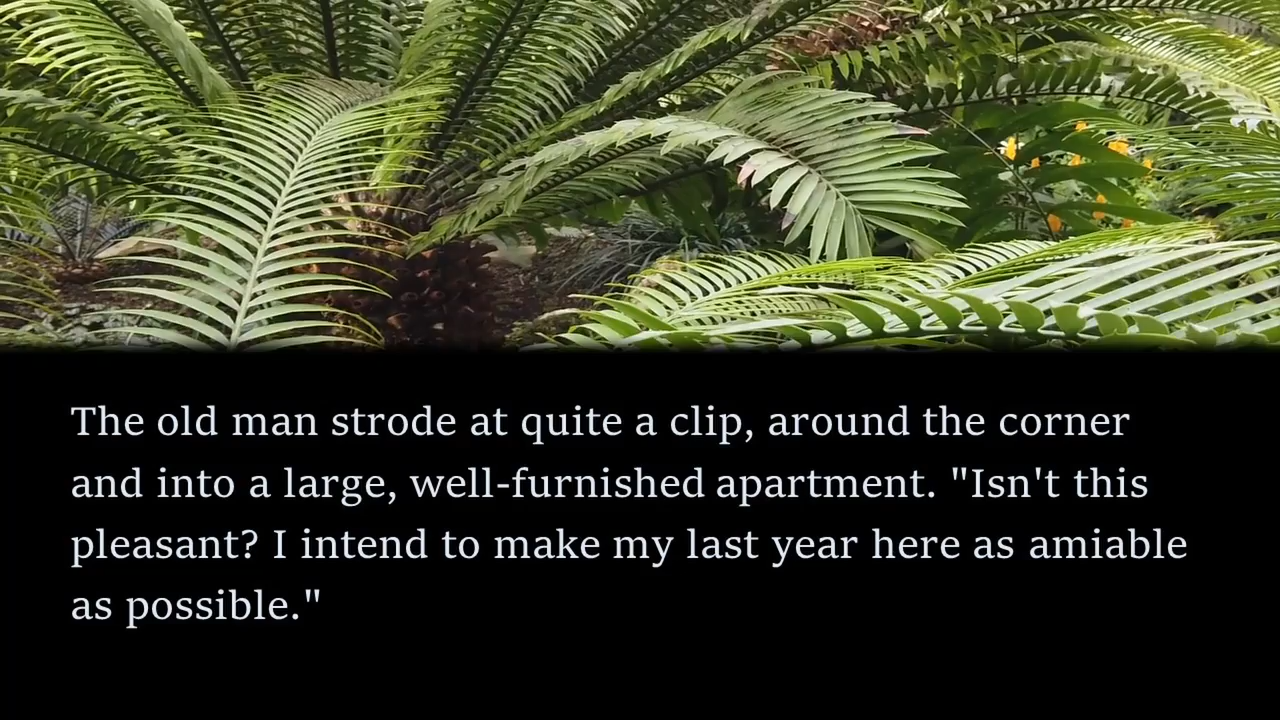 The old man strode at quite a clip, around the corner
and into a large, well-furnished apartment. "Isn't this
pleasant? I intend to make my last year here as amiable
as possible."